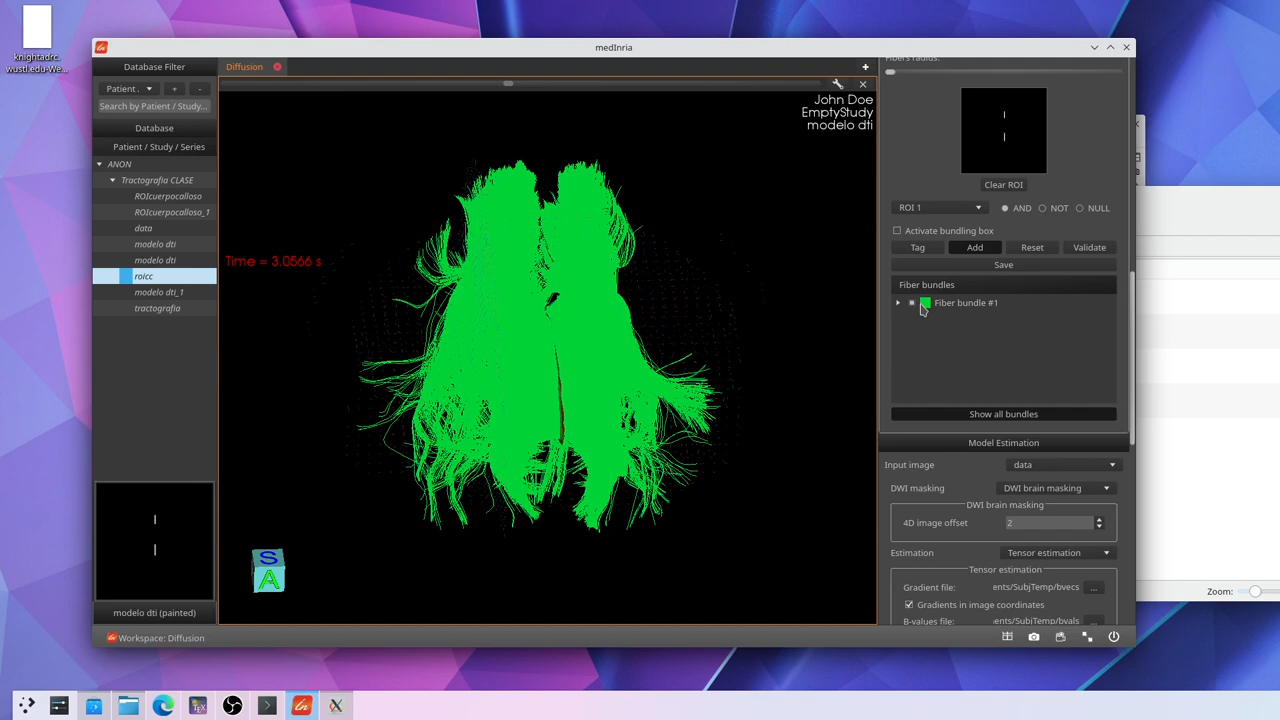 knightadrc.
wustl.edu-We...
medInria
Database Filter
Patient .
+
-
Search by Patient / Study...
Database
Patient / Study / Series
ANON
Tractografia CLASE
ROIcuerpocalloso
ROIcuerpocalloso_1
data
modelo dti
modelo dti
roicc
modelo dti_1
tractografia
modelo dti (painted)
Workspace: Diffusion
Diffusion
+
John Doe
EmptyStudy
modelo dti
Time = 3.0566 s
S
A
Fibers radius:
Clear ROI
ROI 1
AND
NOT
NULL
Activate bundling box
Tag
Add
Reset
Validate
Save
Fiber bundles
Fiber bundle #1
Show all bundles
Model Estimation
Input image
data
DWI masking
DWI brain masking
DWI brain masking
4D image offset
2
Estimation
Tensor estimation
Tensor estimation
Gradient file:
ents/SubjTemp/bvecs
...
Gradients in image coordinates
B-values file:
ents/SubjTemp/bvals
...
Zoom: